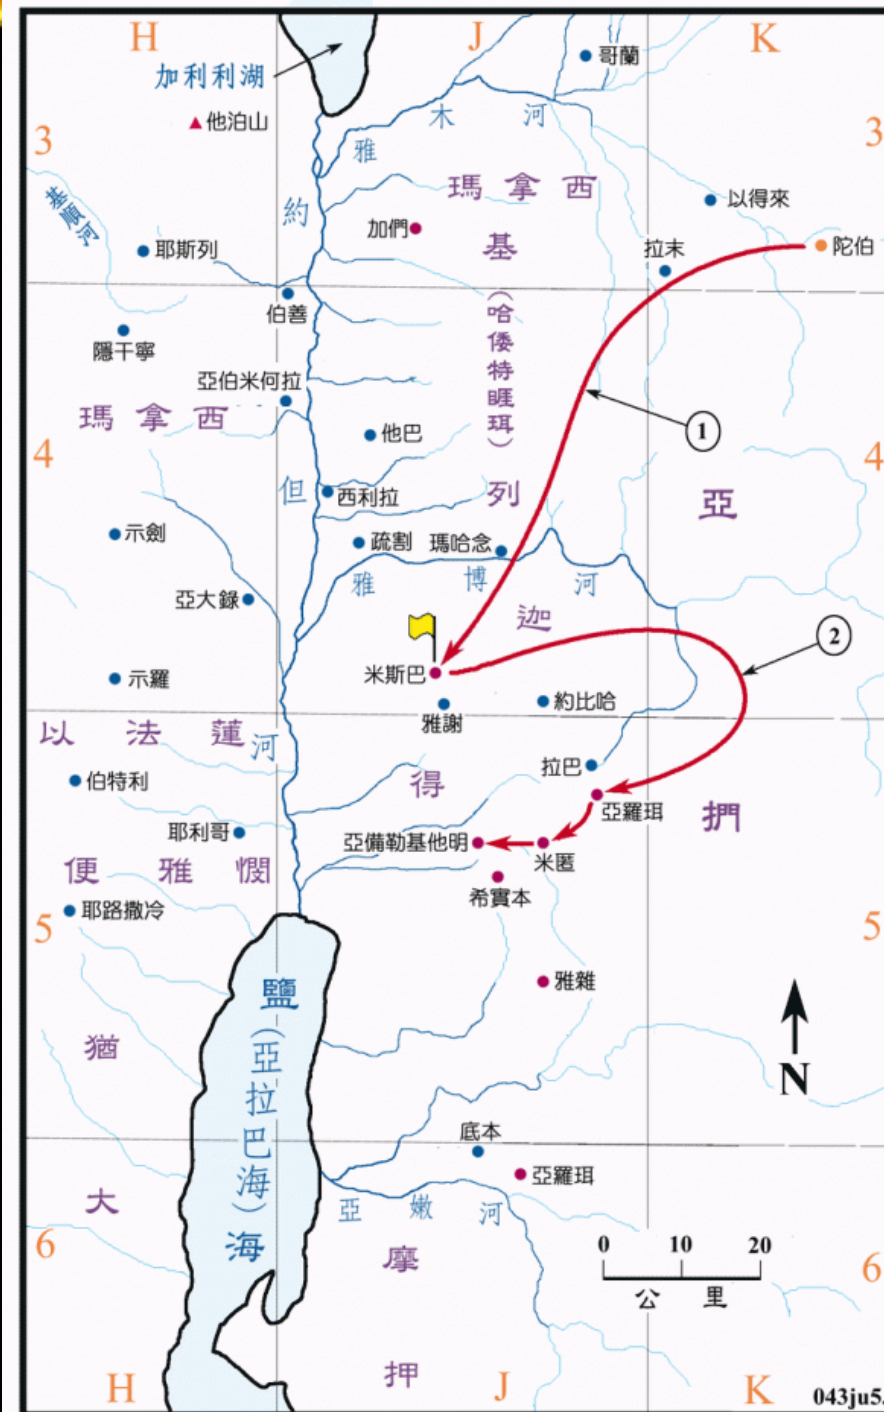 H
J
K
加利利湖
哥蘭
他泊山
3
3
雅木河
瑪拿西
以得來
基順河
約
加們
基
拉末
陀伯
耶斯列
伯善
(哈倭特睚珥)
隱干寧
亞伯米何拉
瑪拿西
1
他巴
4
4
但
西利拉
列
亞
示劍
疏割
瑪哈念
雅博河
亞大錄
迦
2
示羅
米斯巴
雅謝
約比哈
以法蓮
河
伯特利
拉巴
得
亞羅珥
捫
耶利哥
亞備勒基他明
米匿
便雅憫
希實本
耶路撒冷
5
5
鹽(亞拉巴海)海
雅雜
猶
N
底本
亞羅珥
大
亞嫩河
6
6
摩
0 10 20
公里
押
H
J
K
043ju5.